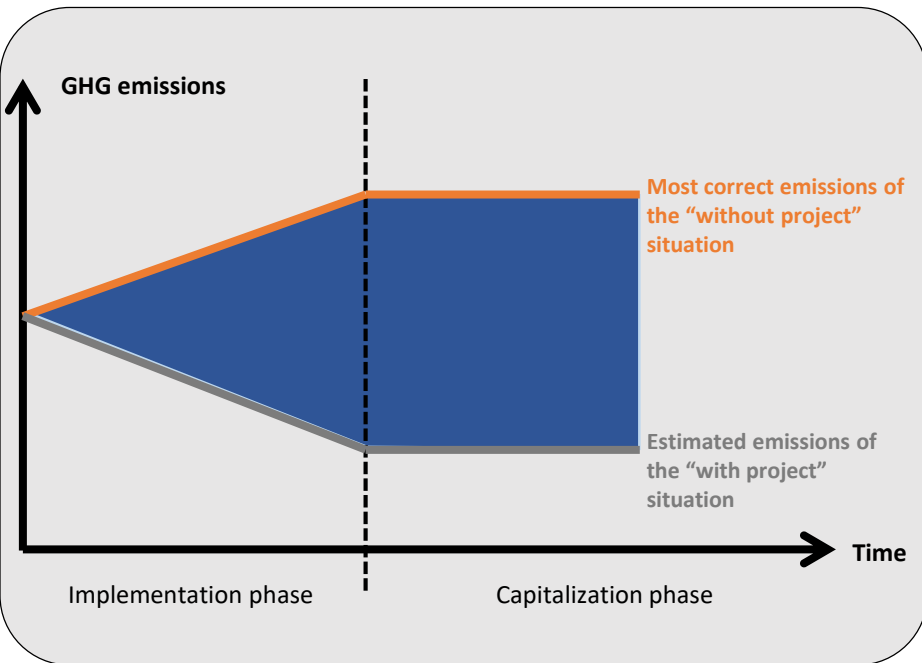 GHG emissions
Most correct emissions of
the “without project”
situation
Estimated emissions of
the “with project”
situation
Time
Implementation phase
Capitalization phase